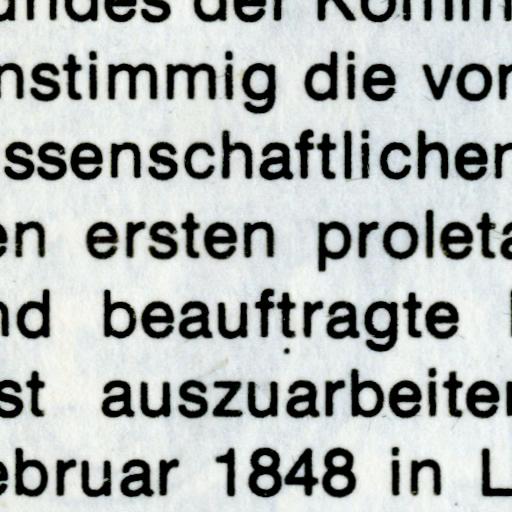 undes der Komm
nstimmig die vor
ssenschaftlicher
en ersten proleta
nd beauftragte
st auszuarbeiter
ebruar 1848 in L